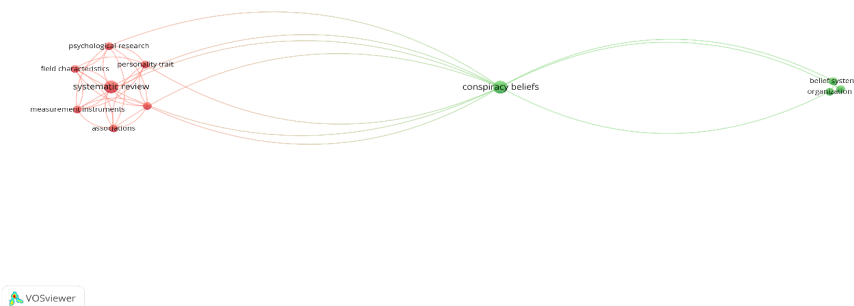 psychological research
personality trait
field characteristics
systematic review
conspiracy beliefs
belief system
organization
measurement instruments
associations
VOSviewer